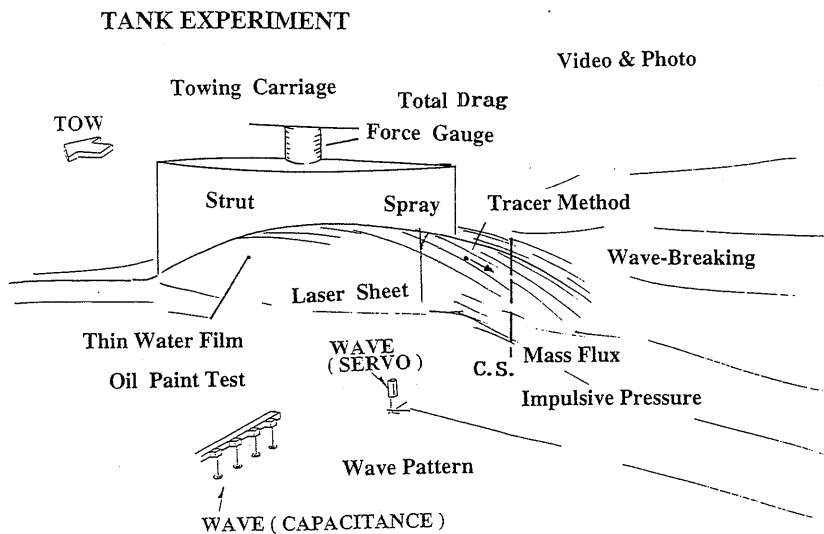 TANK EXPERIMENT
Video & Photo
Towing Carriage
Total Drag
TOW
Force Gauge
Strut
Spray
Tracer Method
Wave-Breaking
Laser Sheet
Thin Water Film
Oil Paint Test
WAVE
( SERVO )
C.S.
Mass Flux
Impulsive Pressure
Wave Pattern
WAVE ( CAPACITANCE )